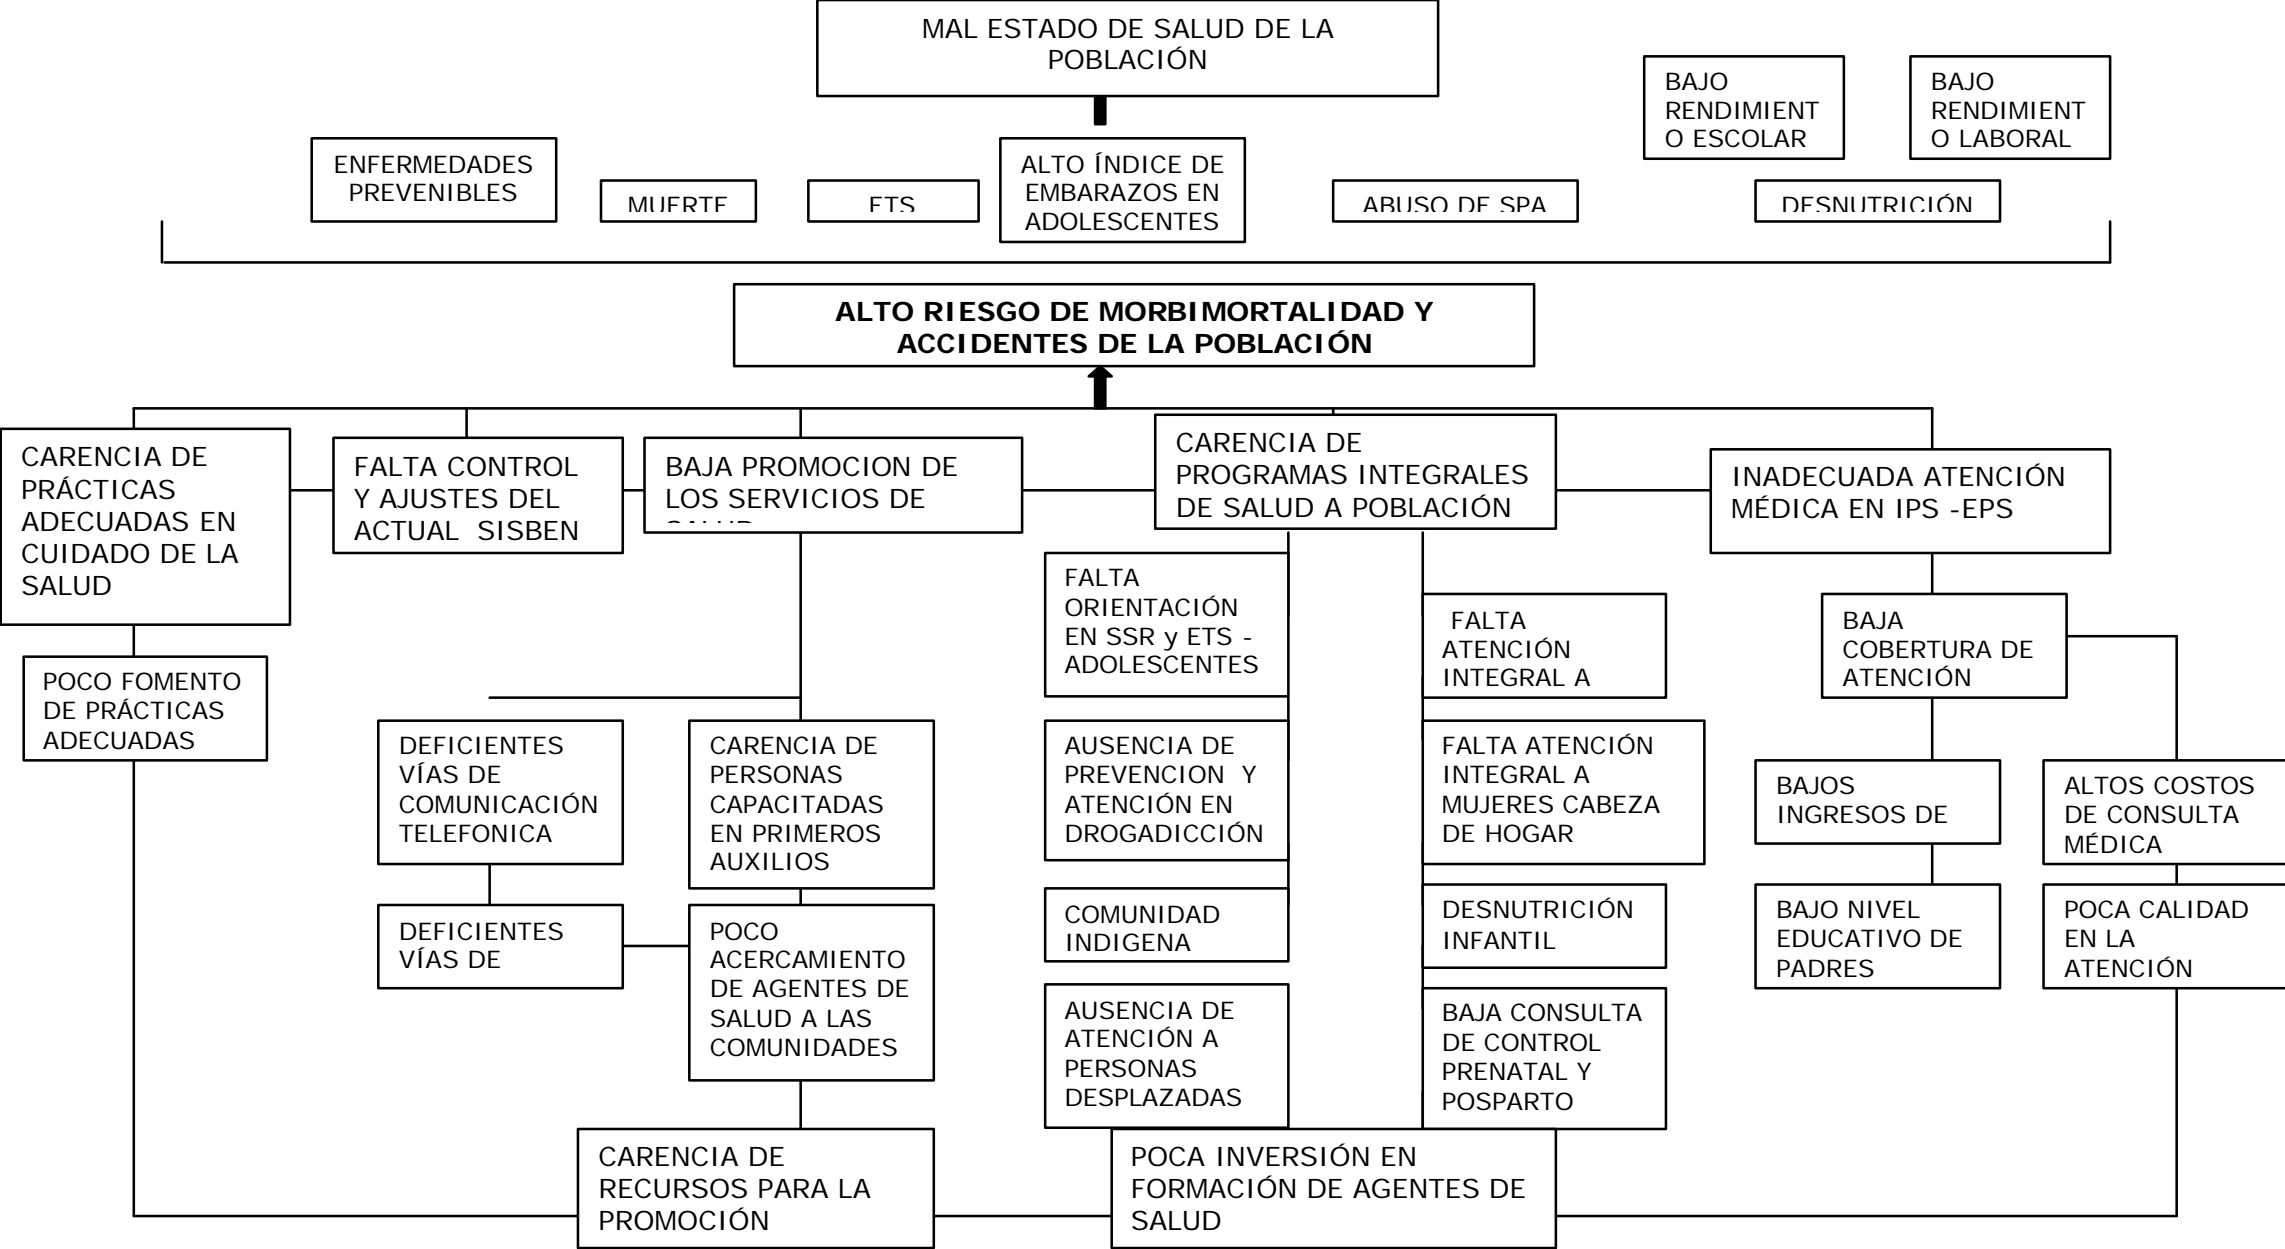 MAL ESTADO DE SALUD DE LA
POBLACIÓN
BAJO
RENDIMIENT
O ESCOLAR
BAJO
RENDIMIENT
O LABORAL
ENFERMEDADES
PREVENIBLES
MUERTE
ETS
ALTO ÍNDICE DE
EMBARAZOS EN
ADOLESCENTES
ABUSO DE SPA
DESNUTRICIÓN
ALTO RIESGO DE MORBIMORTALIDAD Y
ACCIDENTES DE LA POBLACIÓN
CARENCIA DE
PRÁCTICAS
ADECUADAS EN
CUIDADO DE LA
SALUD
FALTA CONTROL
Y AJUSTES DEL
ACTUAL SISBEN
BAJA PROMOCION DE
LOS SERVICIOS DE
SALUD
CARENCIA DE
PROGRAMAS INTEGRALES
DE SALUD A POBLACIÓN
INADECUADA ATENCIÓN
MÉDICA EN IPS -EPS
POCO FOMENTO
DE PRÁCTICAS
ADECUADAS
DEFICIENTES
VÍAS DE
COMUNICACIÓN
TELEFONICA
CARENCIA DE
PERSONAS
CAPACITADAS
EN PRIMEROS
AUXILIOS
DEFICIENTES
VÍAS DE
POCO
ACERCAMIENTO
DE AGENTES DE
SALUD A LAS
COMUNIDADES
FALTA
ORIENTACIÓN
EN SSR y ETS -
ADOLESCENTES
AUSENCIA DE
PREVENCION Y
ATENCIÓN EN
DROGADICCIÓN
COMUNIDAD
INDIGENA
AUSENCIA DE
ATENCIÓN A
PERSONAS
DESPLAZADAS
FALTA
ATENCIÓN
INTEGRAL A
FALTA ATENCIÓN
INTEGRAL A
MUJERES CABEZA
DE HOGAR
DESNUTRICIÓN
INFANTIL
BAJA CONSULTA
DE CONTROL
PRENATAL Y
POSPARTO
BAJA
COBERTURA DE
ATENCIÓN
BAJOS
INGRESOS DE
ALTOS COSTOS
DE CONSULTA
MÉDICA
BAJO NIVEL
EDUCATIVO DE
PADRES
POCA CALIDAD
EN LA
ATENCIÓN
CARENCIA DE
RECURSOS PARA LA
PROMOCIÓN
POCA INVERSIÓN EN
FORMACIÓN DE AGENTES DE
SALUD